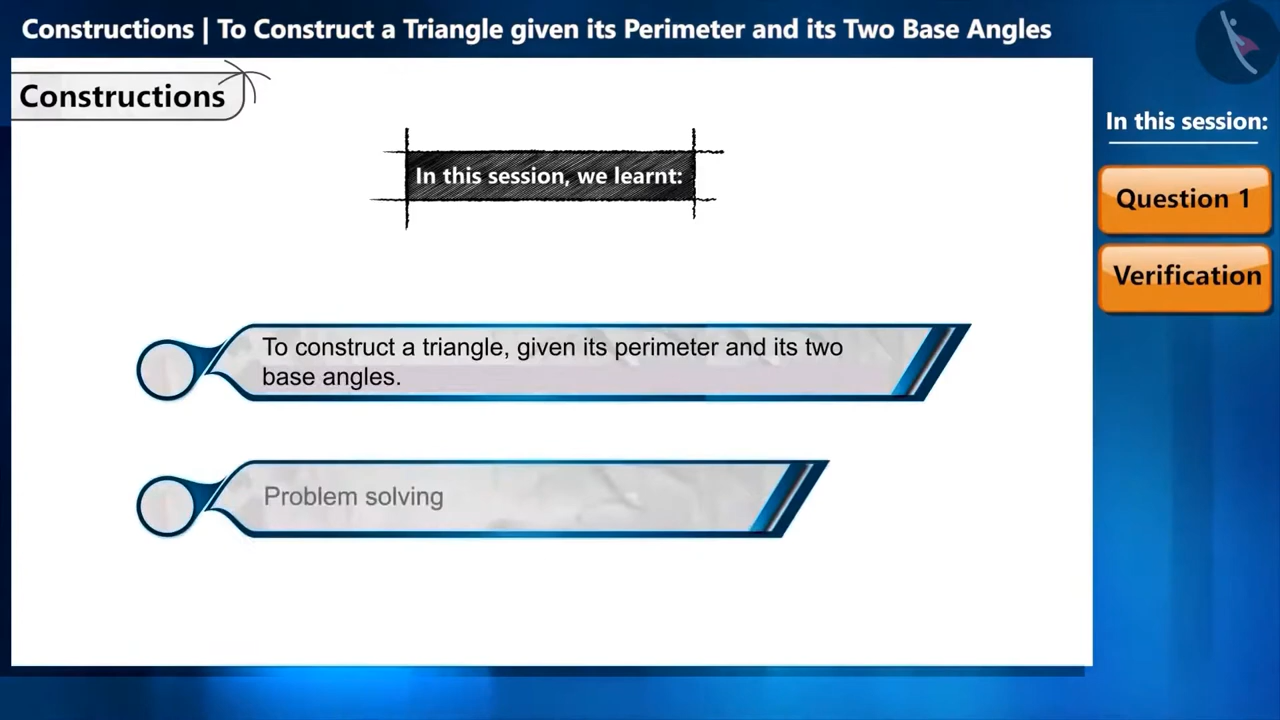 Constructions | To Construct a Triangle given its Perimeter and its Two Base Angles
Constructions
In this session, we learnt:
To construct a triangle, given its perimeter and its two
base angles.
Problem solving
In this session:
Question 1
Verification